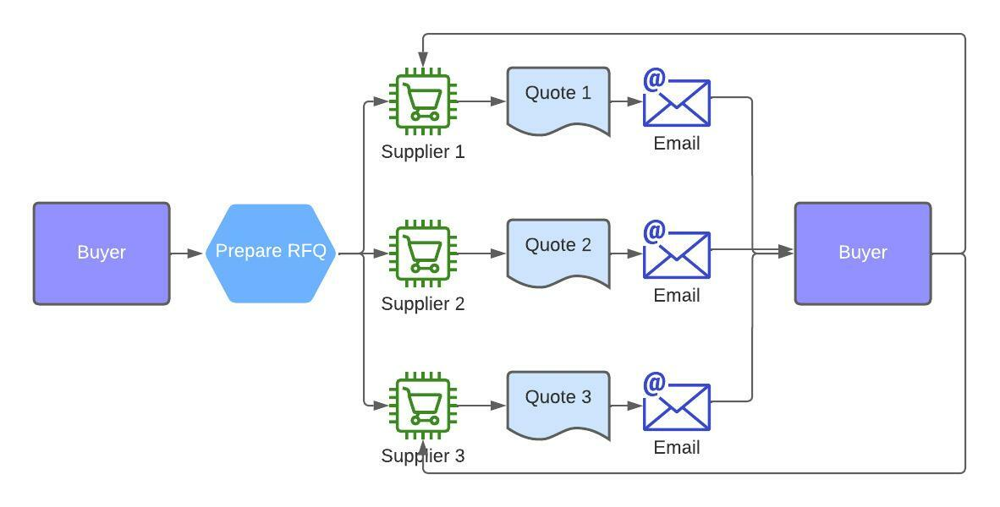 Quote 1
@
Supplier 1
Email
Buyer
Prepare RFQ
Quote 2
@
Supplier 2
Email
Buyer
Quote 3
@
Supplier 3
Email